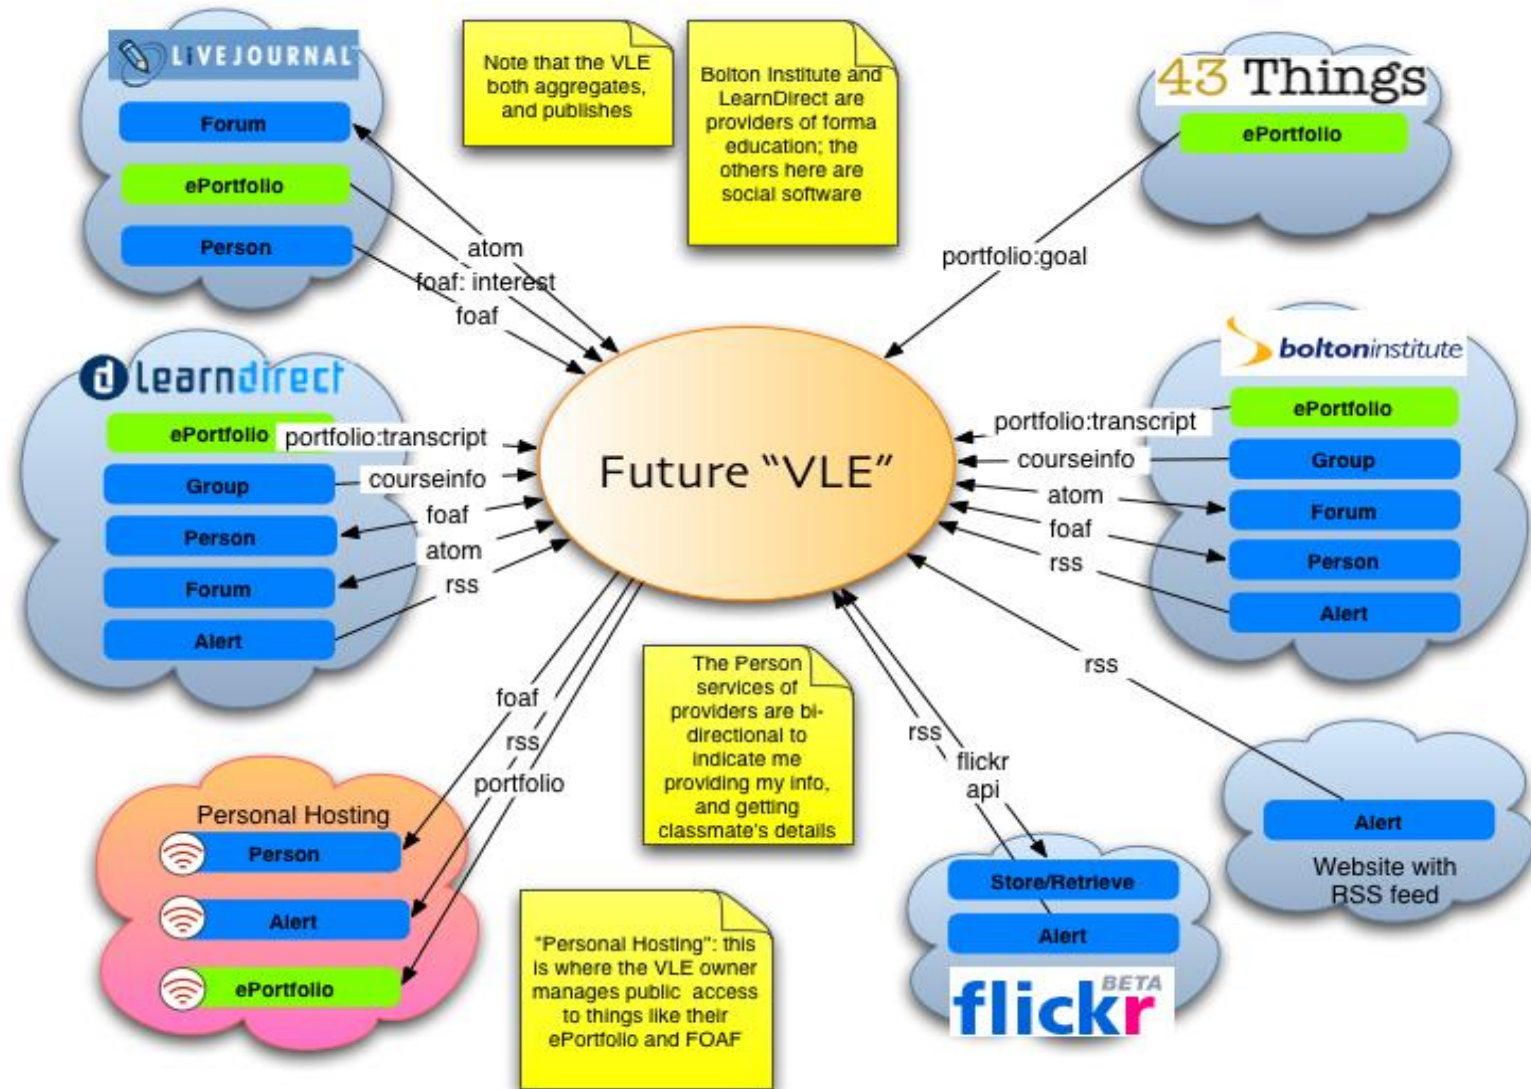 LiVEJOURNAL
Forum
ePortfolio
Person
atom
foaf: interest
foaf
Note that the VLE
both aggregates,
and publishes
Bolton Institute and
LearnDirect are
providers of forma
education; the
others here are
social software
43 Things
ePortfolio
portfolio:goal
learndirect
ePortfolio
Group
Person
Forum
Alert
portfolio:transcript
courseinfo
foaf
atom
rss
Future “VLE”
boltoninstitute
ePortfolio
Group
Forum
Person
Alert
portfolio:transcript
courseinfo
atom
foaf
rss
foaf
rss
portfolio
Personal Hosting
Person
Alert
ePortfolio
The Person
services of
providers are bi-
directional to
indicate me
providing my info,
and getting
classmate's details
"Personal Hosting": this
is where the VLE owner
manages public access
to things like their
ePortfolio and FOAF
rss
flickr
api
Store/Retrieve
Alert
flickr
BETA
rss
Alert
Website with
RSS feed